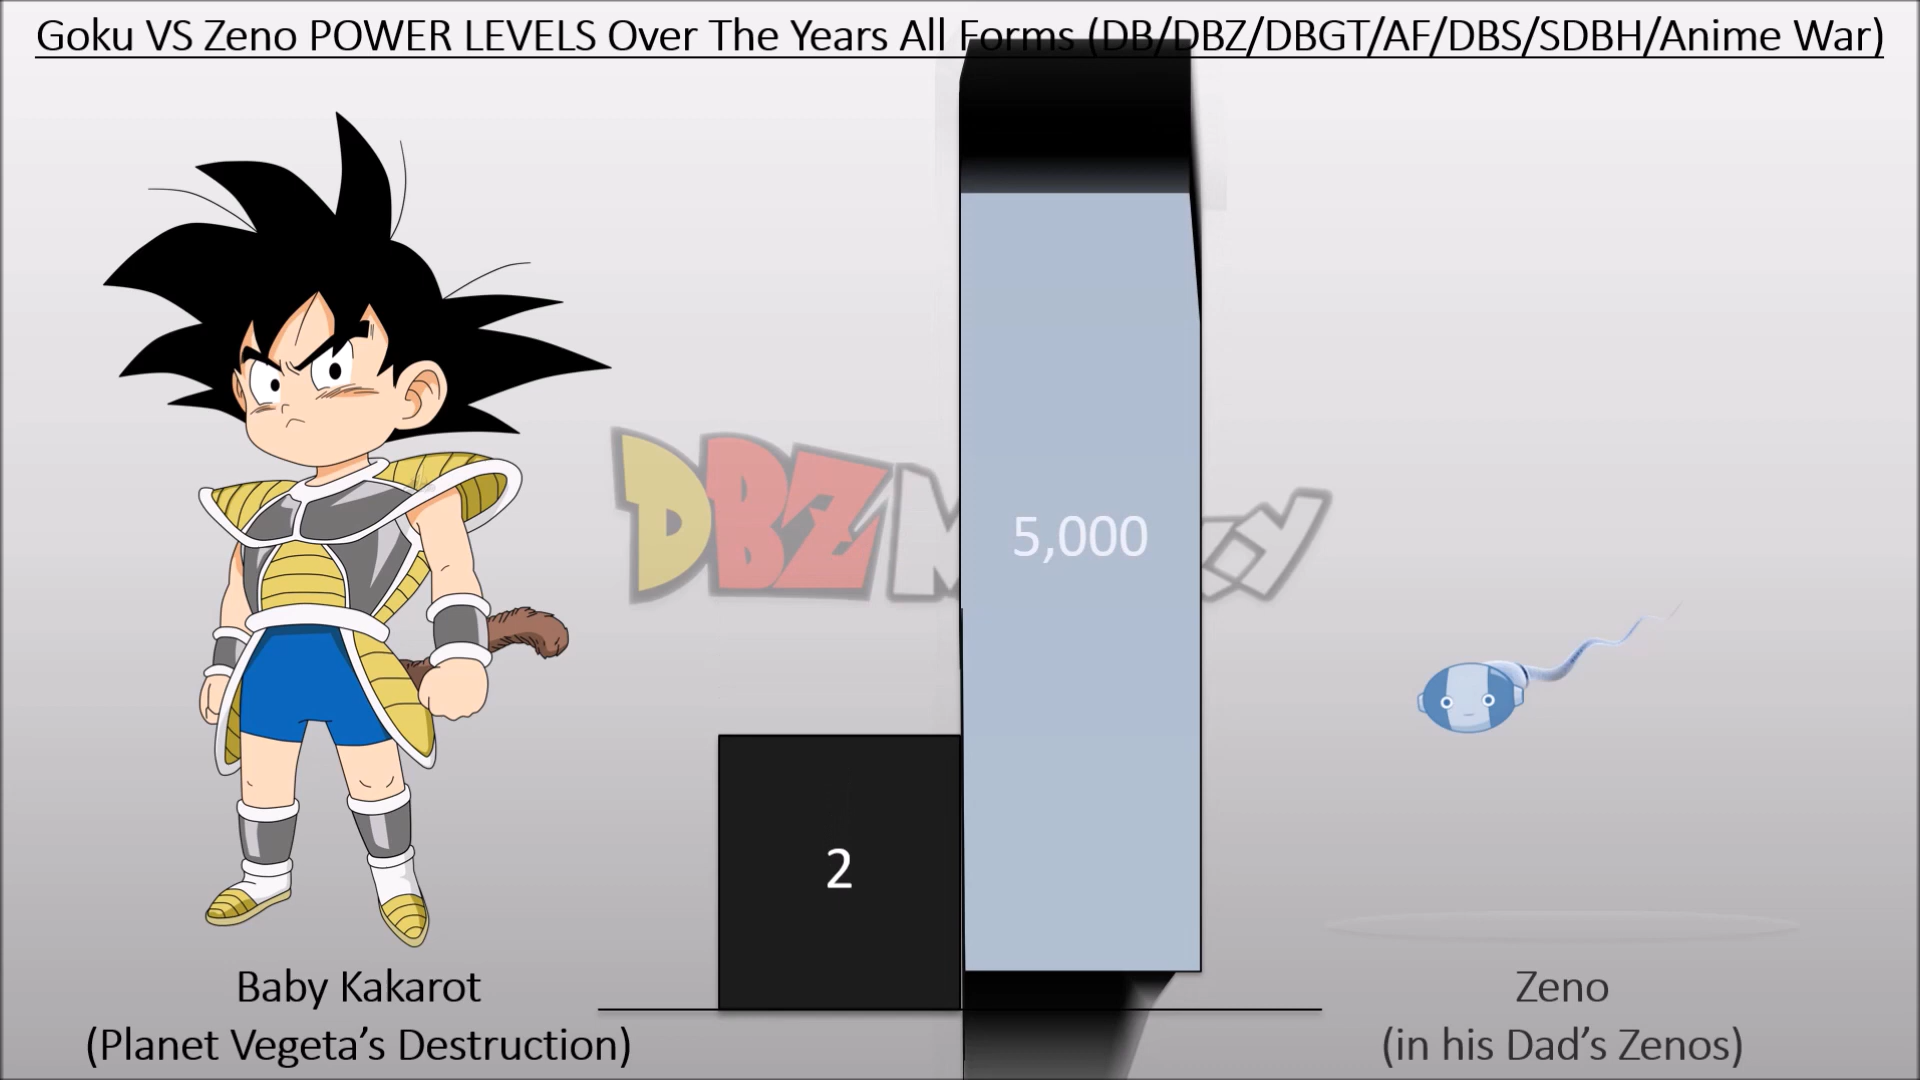 Goku VS Zeno POWER LEVELS Over The Years All Forms (DB/DBZ/DBGT/AF/DBS/SDBH/Anime War)
DBZ
5,000
2
Baby Kakarot
(Planet Vegeta’s Destruction)
Zeno
(in his Dad’s Zenos)